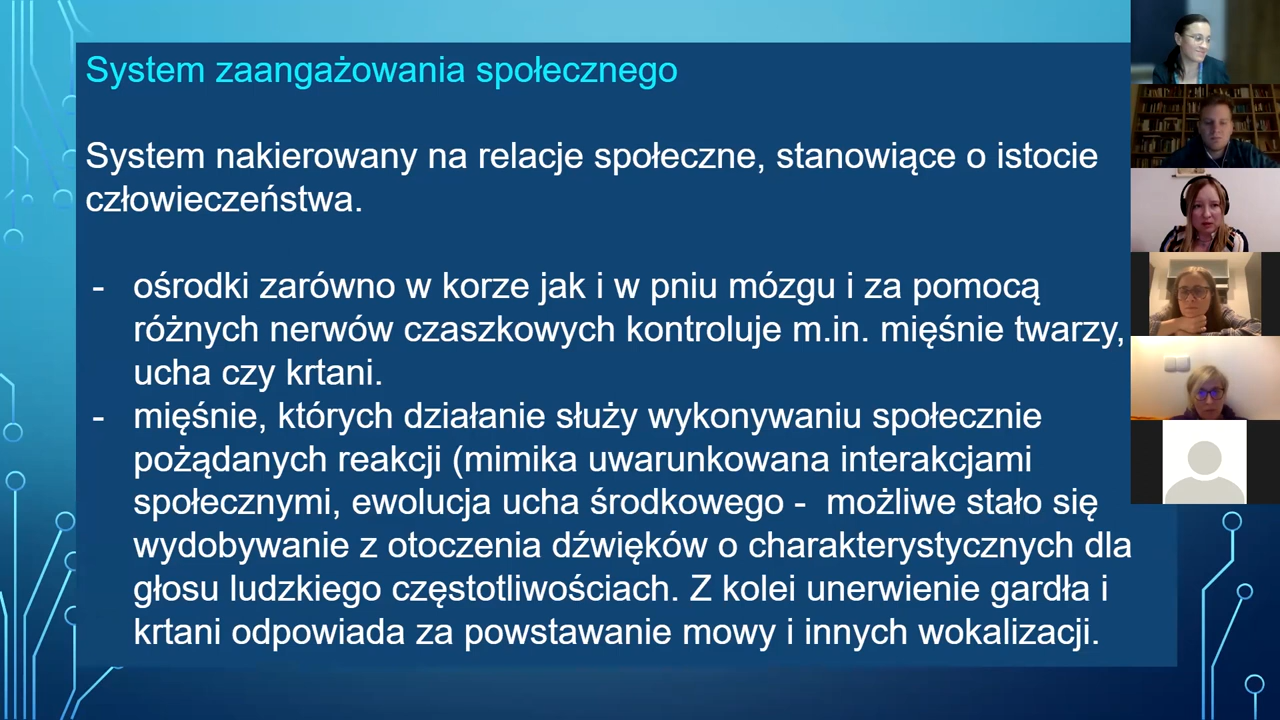 System zaangażowania społecznego
System nakierowany na relacje społeczne, stanowiące o istocie
człowieczeństwa.
- ośrodki zarówno w korze jak i w pniu mózgu i za pomocą
różnych nerwów czaszkowych kontroluje m.in. mięśnie twarzy,
ucha czy krtani.
- mięśnie, których działanie służy wykonywaniu społecznie
pożądanych reakcji (mimika uwarunkowana interakcjami
społecznymi, ewolucja ucha środkowego - możliwe stało się
wydobywanie z otoczenia dźwięków o charakterystycznych dla
głosu ludzkiego częstotliwościach. Z kolei unerwienie gardła i
krtani odpowiada za powstawanie mowy i innych wokalizacji.